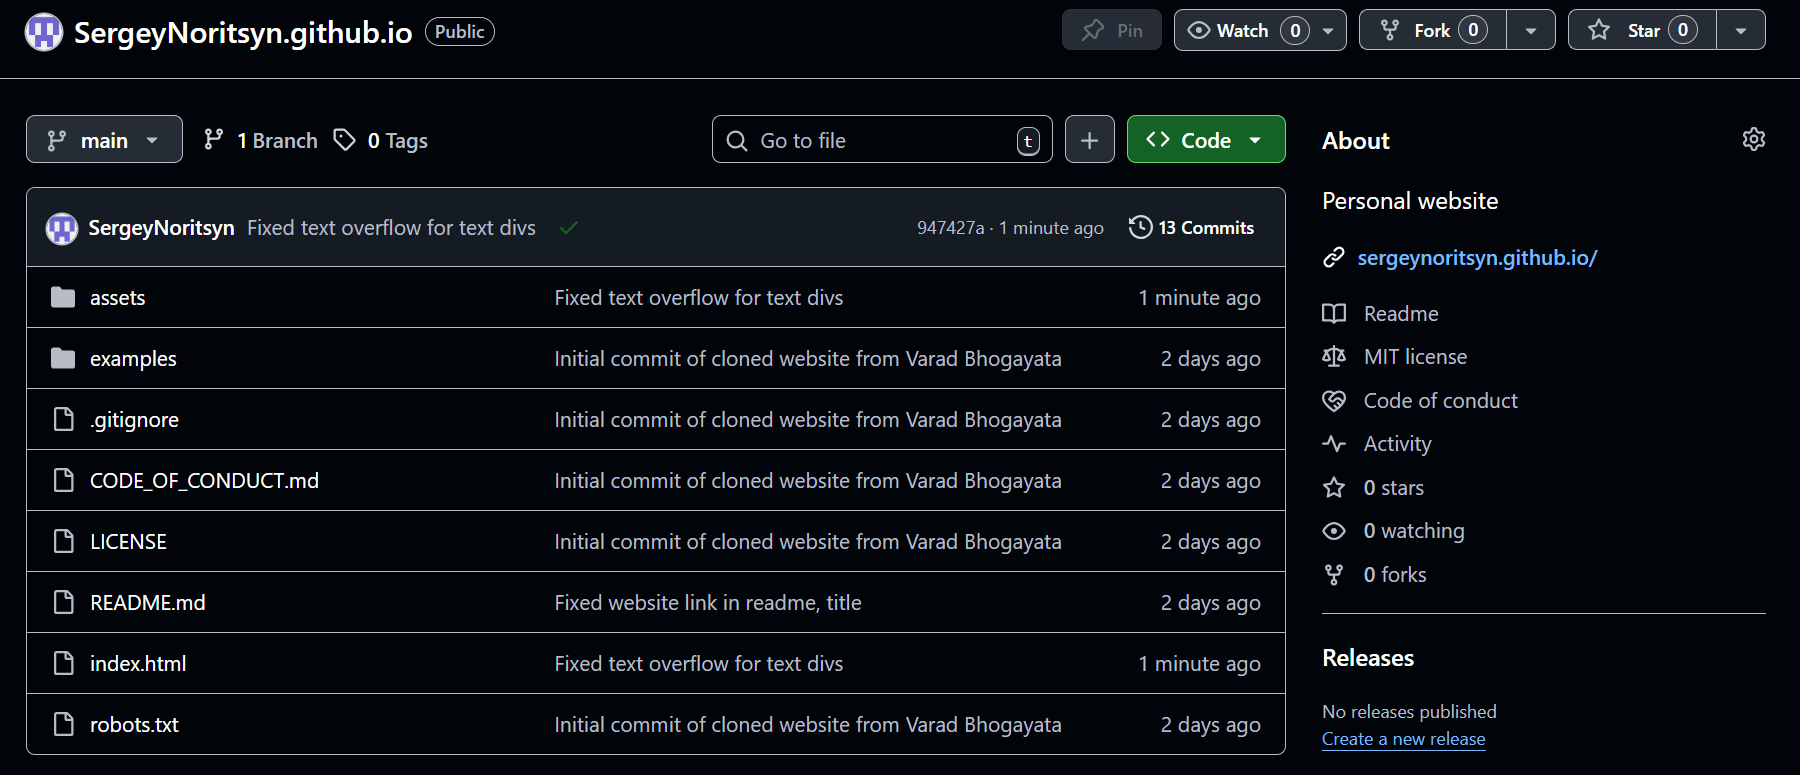 SergeyNoritsyn.github.io Public Pin Watch 0 Fork 0 Star 0
main 1 Branch 0 Tags Go to file t Code
SergeyNoritsyn Fixed text overflow for text divs 947427a · 1 minute ago 13 Commits
assets Fixed text overflow for text divs 1 minute ago
examples Initial commit of cloned website from Varad Bhogayata 2 days ago
.gitignore Initial commit of cloned website from Varad Bhogayata 2 days ago
CODE_OF_CONDUCT.md Initial commit of cloned website from Varad Bhogayata 2 days ago
LICENSE Initial commit of cloned website from Varad Bhogayata 2 days ago
README.md Fixed website link in readme, title 2 days ago
index.html Fixed text overflow for text divs 1 minute ago
robots.txt Initial commit of cloned website from Varad Bhogayata 2 days ago
About
Personal website
sergeynoritsyn.github.io/
Readme
MIT license
Code of conduct
Activity
0 stars
0 watching
0 forks
Releases
No releases published
Create a new release